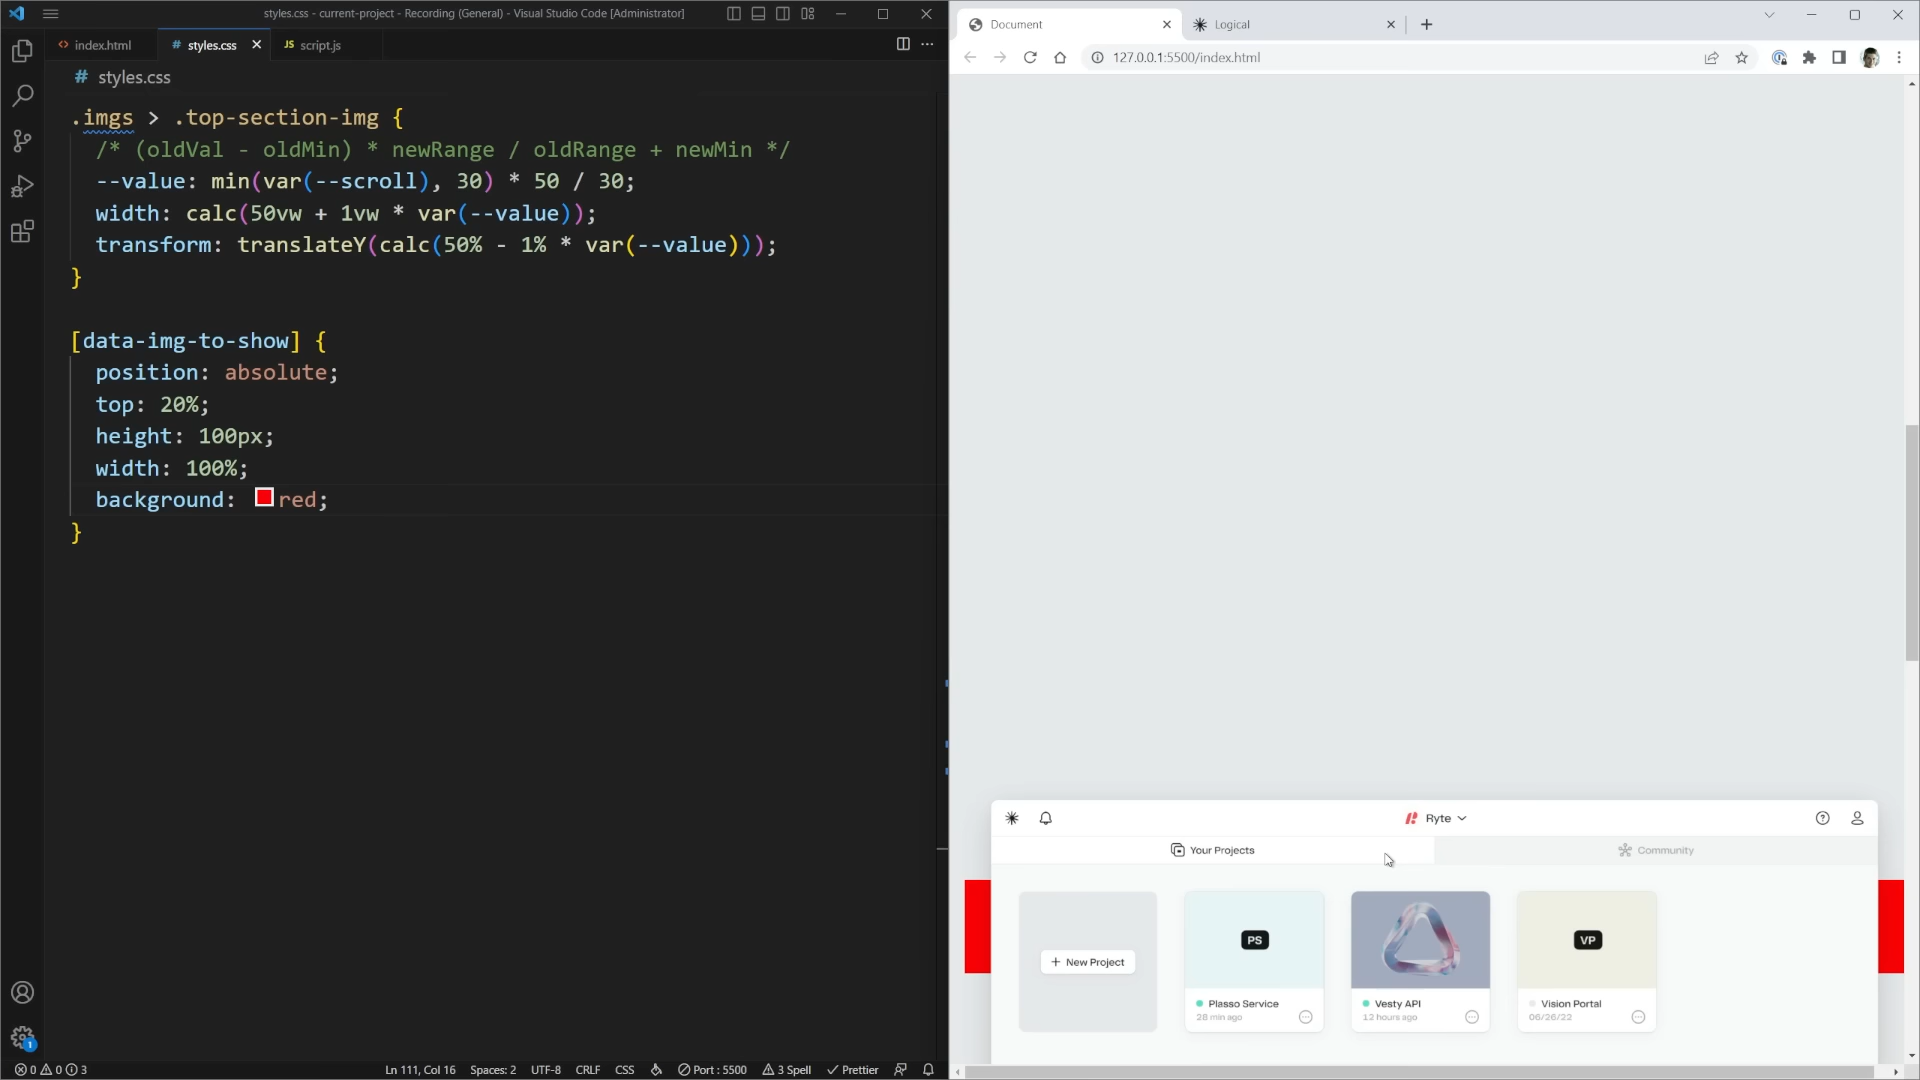 styles.css - current-project - Recording (General) - Visual Studio Code [Administrator]
index.html
# styles.css
JS script.js
# styles.css
.imgs > .top-section-img {
/* (oldVal - oldMin) * newRange / oldRange + newMin */
--value: min(var(--scroll), 30) * 50 / 30;
width: calc(50vw + 1vw * var(--value));
transform: translateY(calc(50% - 1% * var(--value)));
}
[data-img-to-show] {
position: absolute;
top: 20%;
height: 100px;
width: 100%;
background: red;
}
1
0 0 3
Ln 111, Col 16
Spaces: 2
UTF-8
CRLF
CSS
Port : 5500
3 Spell
Prettier
Document
Logical
127.0.0.1:5500/index.html
Ryte
Your Projects
Community
+ New Project
PS
VP
Plasso Service
28 min ago
Vesty API
12 hours ago
Vision Portal
06/26/22